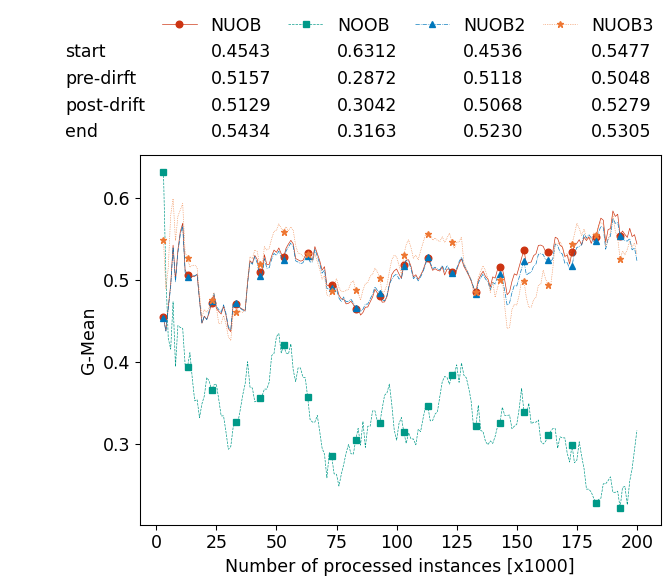 NUOB NOOB NUOB2 NUOB3
start 0.4543 0.6312 0.4536 0.5477
pre-dirft 0.5157 0.2872 0.5118 0.5048
post-drift 0.5129 0.3042 0.5068 0.5279
end 0.5434 0.3163 0.5230 0.5305
0.6
0.5
0.4
0.3
G-Mean
0 25 50 75 100 125 150 175 200
Number of processed instances [x1000]